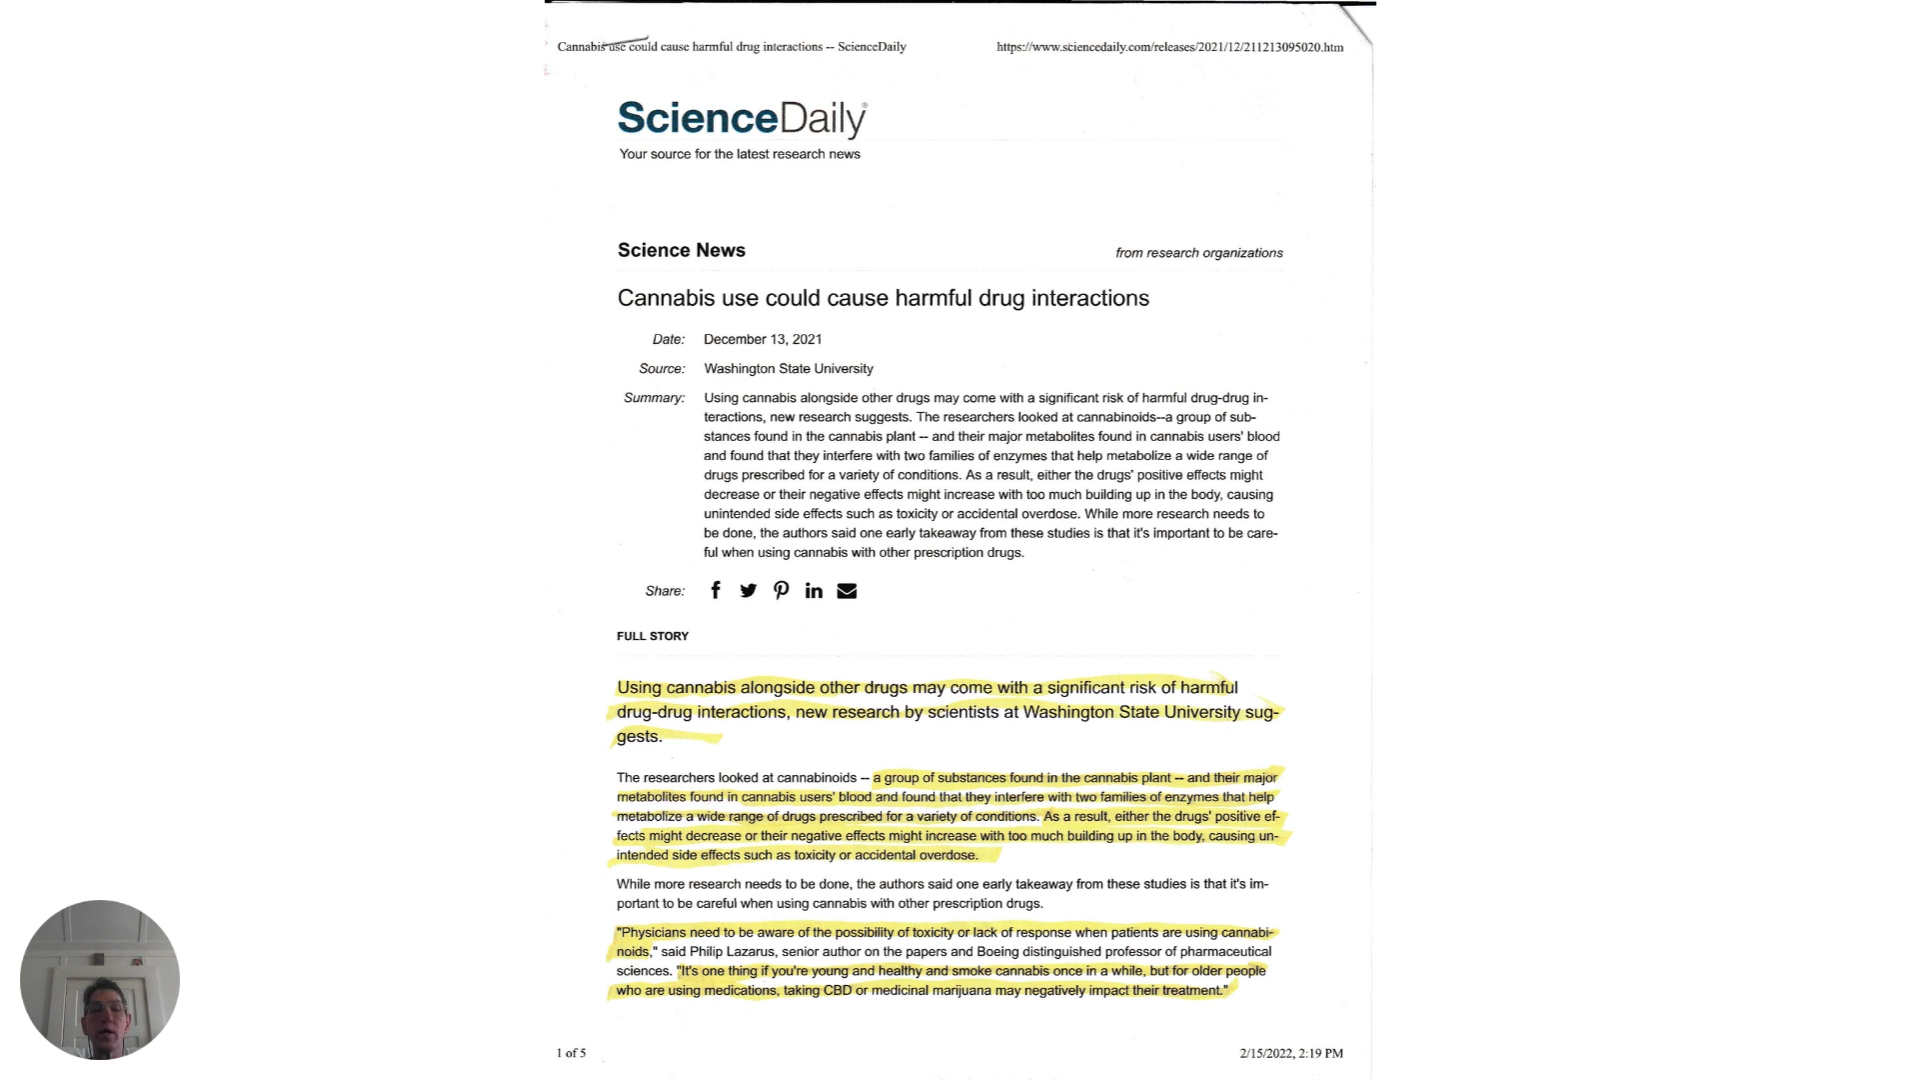 Cannabis use could cause harmful drug interactions -- ScienceDaily
https://www.sciencedaily.com/releases/2021/12/211213095020.htm
ScienceDaily®
Your source for the latest research news
Science News
from research organizations
Cannabis use could cause harmful drug interactions
Date: December 13, 2021
Source: Washington State University
Summary: Using cannabis alongside other drugs may come with a significant risk of harmful drug-drug in-
teractions, new research suggests. The researchers looked at cannabinoids--a group of sub-
stances found in the cannabis plant -- and their major metabolites found in cannabis users' blood
and found that they interfere with two families of enzymes that help metabolize a wide range of
drugs prescribed for a variety of conditions. As a result, either the drugs' positive effects might
decrease or their negative effects might increase with too much building up in the body, causing
unintended side effects such as toxicity or accidental overdose. While more research needs to
be done, the authors said one early takeaway from these studies is that it's important to be care-
ful when using cannabis with other prescription drugs.
Share:
FULL STORY
Using cannabis alongside other drugs may come with a significant risk of harmful
drug-drug interactions, new research by scientists at Washington State University sug-
gests.
The researchers looked at cannabinoids -- a group of substances found in the cannabis plant -- and their major
metabolites found in cannabis users' blood and found that they interfere with two families of enzymes that help
metabolize a wide range of drugs prescribed for a variety of conditions. As a result, either the drugs' positive ef-
fects might decrease or their negative effects might increase with too much building up in the body, causing un-
intended side effects such as toxicity or accidental overdose.
While more research needs to be done, the authors said one early takeaway from these studies is that it's im-
portant to be careful when using cannabis with other prescription drugs.
"Physicians need to be aware of the possibility of toxicity or lack of response when patients are using cannabi-
noids," said Philip Lazarus, senior author on the papers and Boeing distinguished professor of pharmaceutical
sciences. "It's one thing if you're young and healthy and smoke cannabis once in a while, but for older people
who are using medications, taking CBD or medicinal marijuana may negatively impact their treatment."
1 of 5
2/15/2022, 2:19 PM